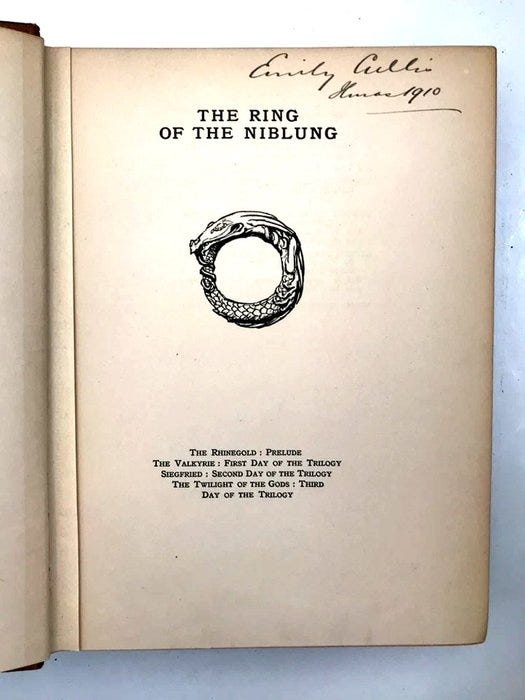 Emily
Xmas 1910
THE RING
OF THE NIBLUNG
THE RHINEGOLD : PRELUDE
THE VALKYRIE : FIRST DAY OF THE TRILOGY
SIEGFRIED : SECOND DAY OF THE TRILOGY
THE TWILIGHT OF THE GODS : THIRD
DAY OF THE TRILOGY